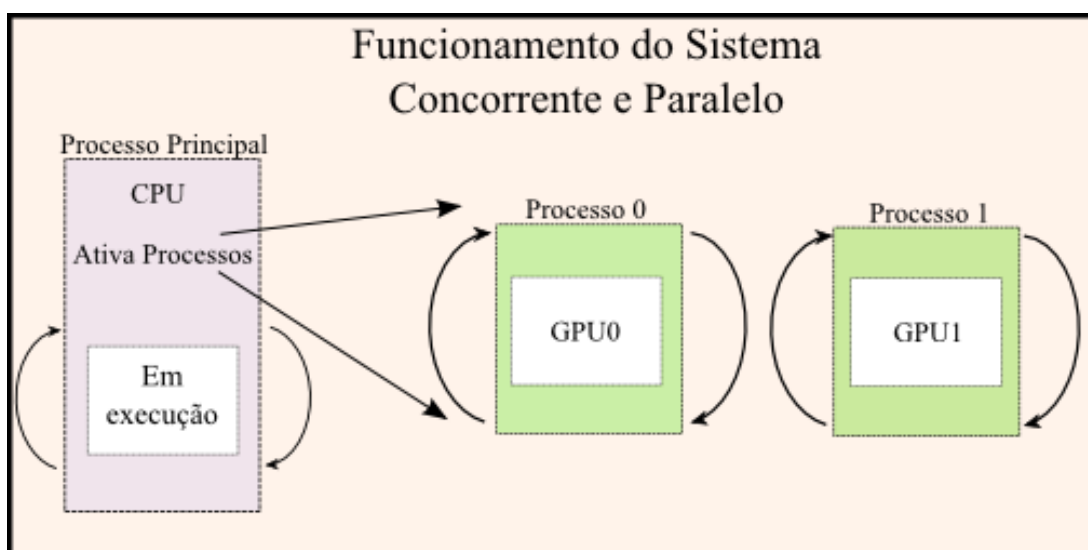 Funcionamento do Sistema
Concorrente e Paralelo
Processo Principal
CPU
Ativa Processos
Em
execução
Processo 0
GPU0
Processo 1
GPU1